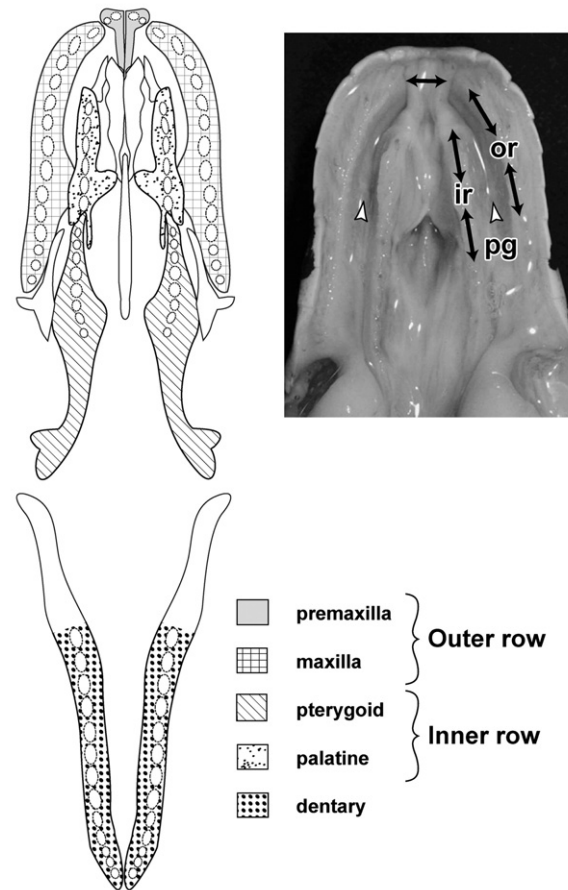 or
ir
pg
premaxilla
maxilla
Outer row
pterygoid
palatine
Inner row
dentary